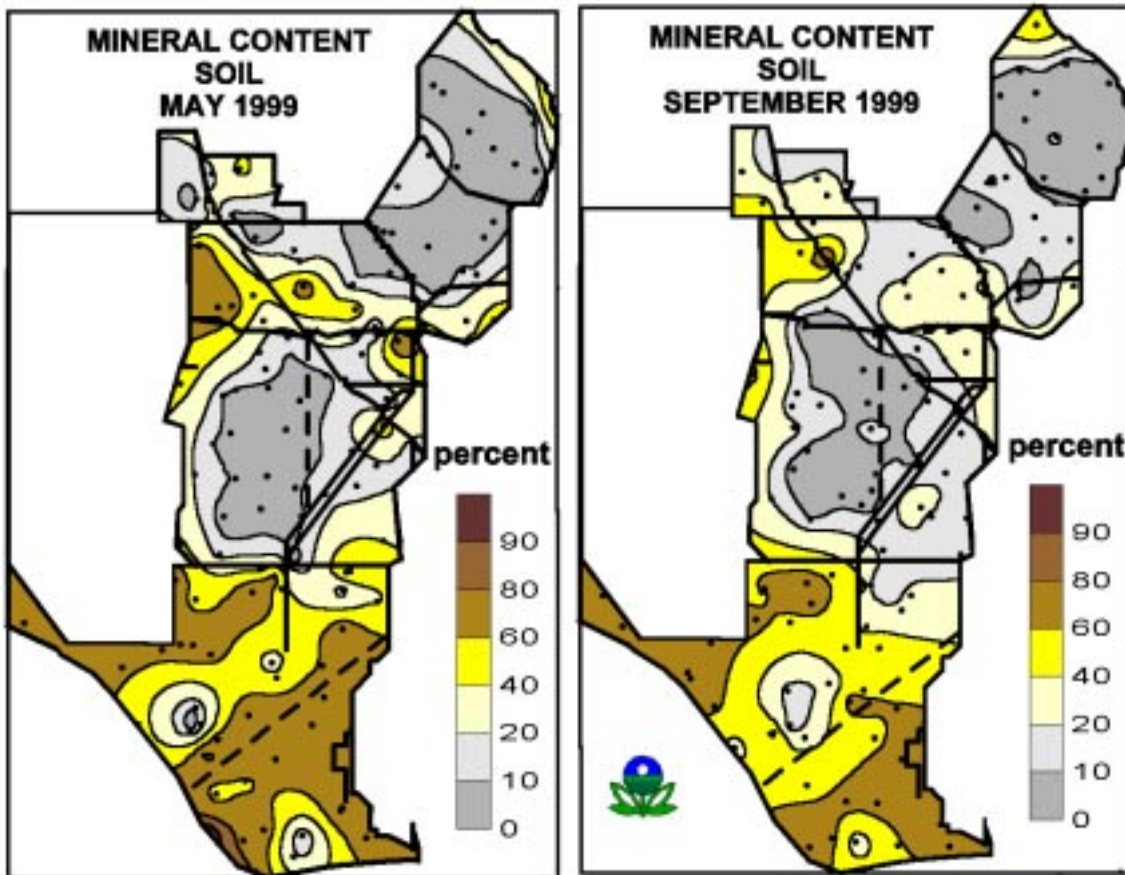 MINERAL CONTENT
SOIL
MAY 1999
percent
90
80
60
40
20
10
0
MINERAL CONTENT
SOIL
SEPTEMBER 1999
percent
90
80
60
40
20
10
0